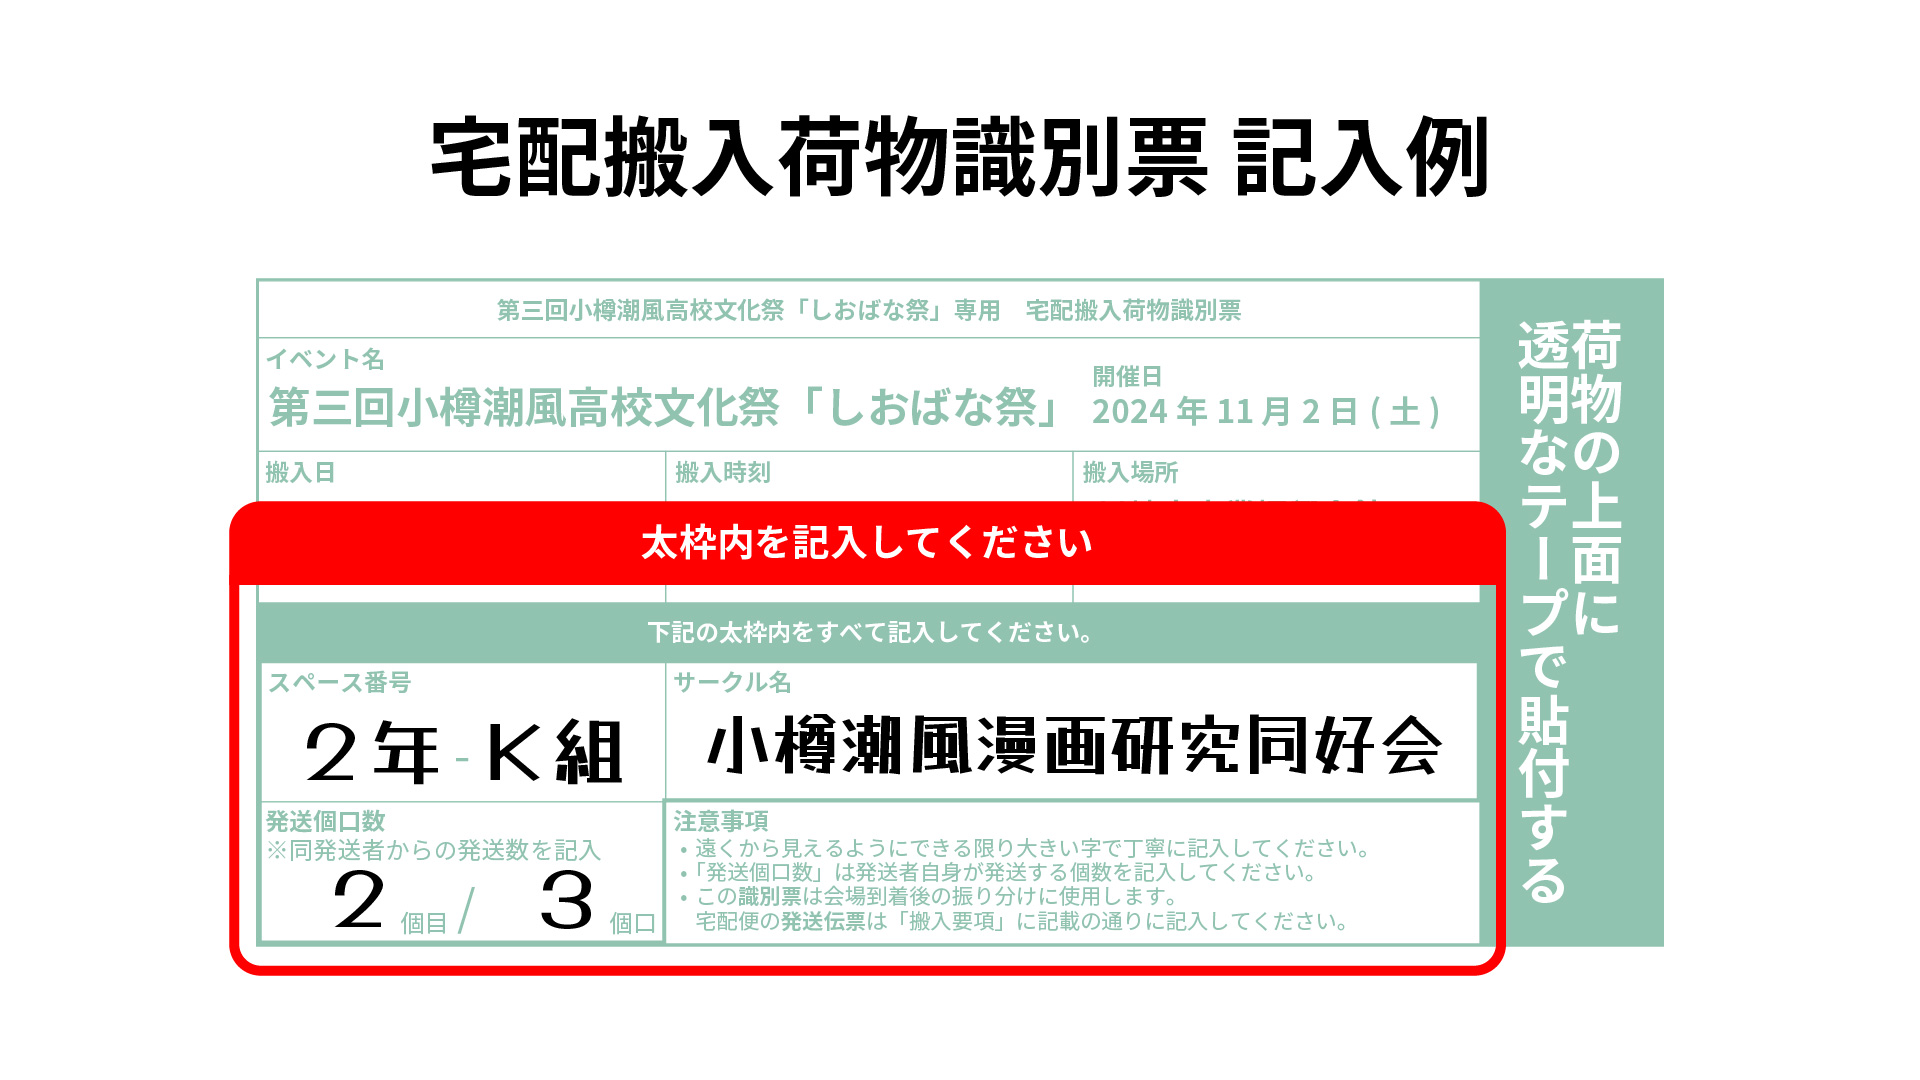 宅配搬入荷物識別票 記入例
第三回小樽潮風高校文化祭「しおばな祭」専用　宅配搬入荷物識別票
イベント名
第三回小樽潮風高校文化祭「しおばな祭」
開催日
2024 年 11 月 2 日 ( 土 )
搬入日
搬入時刻
搬入場所
太枠内を記入してください
下記の太枠内をすべて記入してください。
スペース番号
２年 - K組
サークル名
小樽潮風漫画研究同好会
発送個口数
※同発送者からの発送数を記入
2 個目 / 3 個口
注意事項
• 遠くから見えるようにできる限り大きい字で丁寧に記入してください。
•「発送個口数」は発送者自身が発送する個数を記入してください。
• この識別票は会場到着後の振り分けに使用します。
宅配便の発送伝票は「搬入要項」に記載の通りに記入してください。
荷物の上面に
透明なテープで貼付する